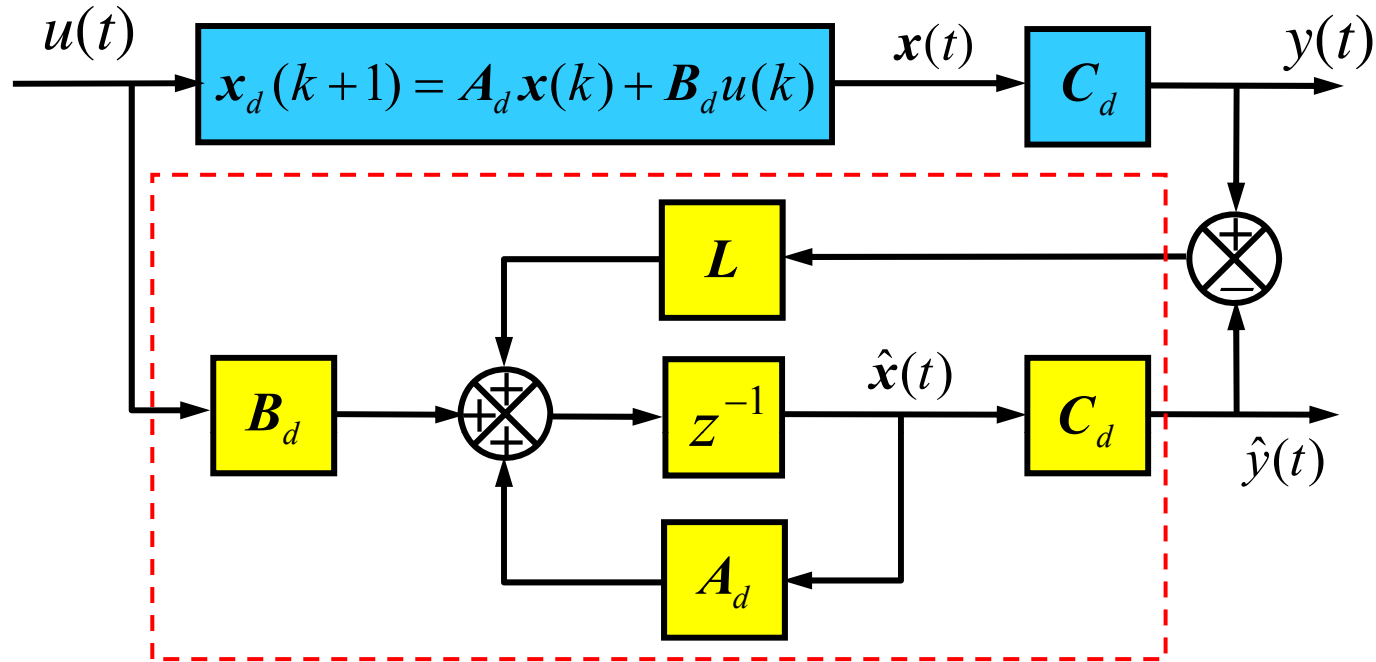 u(t)
x_d(k+1) = A_d x(k) + B_d u(k)
x(t)
C_d
y(t)
+
−
L
B_d
+
+
+
z^{-1}
x̂(t)
C_d
ŷ(t)
A_d